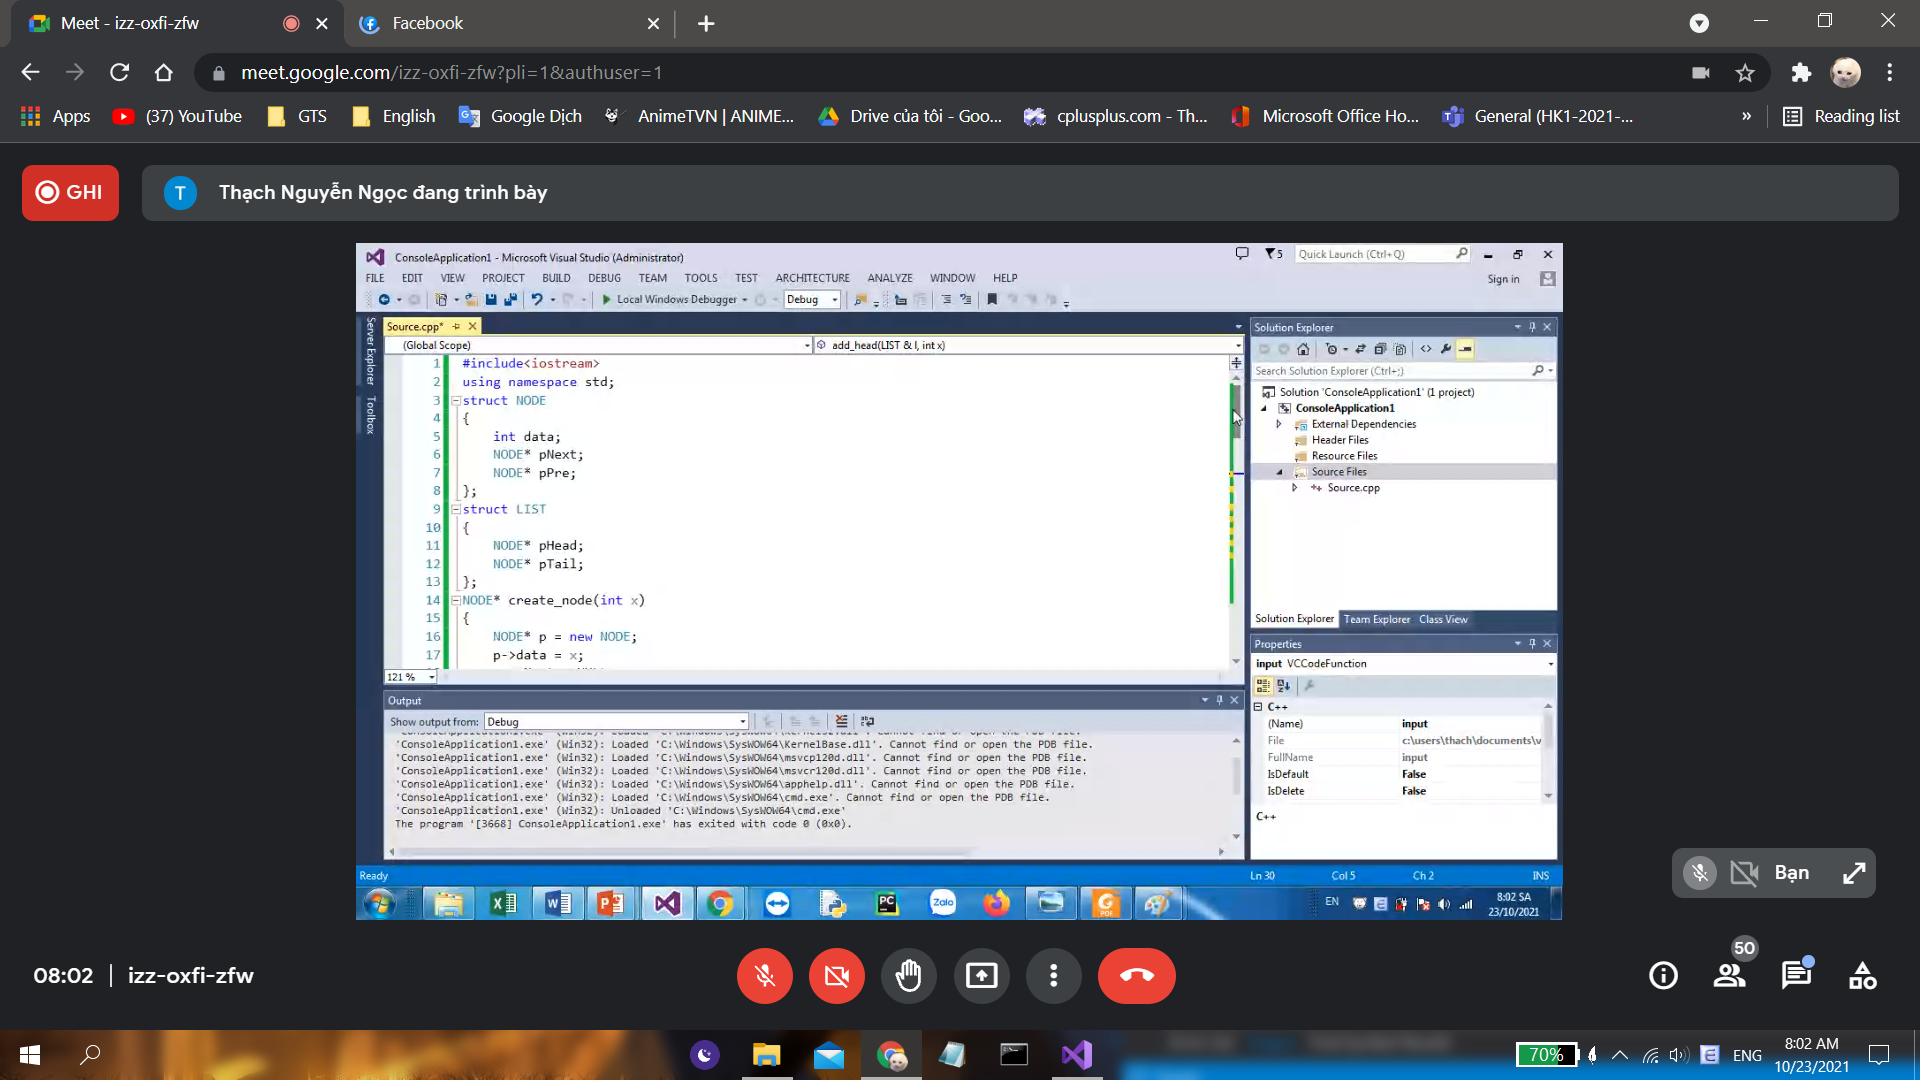 Meet - izz-oxfi-zfw
Facebook
meet.google.com/izz-oxfi-zfw?pli=1&authuser=1
Apps
(37) YouTube
GTS
English
Google Dịch
AnimeTVN | ANIME...
Drive của tôi - Goo...
cplusplus.com - Th...
Microsoft Office Ho...
General (HK1-2021-...
»
Reading list
GHI
T
Thạch Nguyễn Ngọc đang trình bày
ConsoleApplication1 - Microsoft Visual Studio (Administrator)
5
Quick Launch (Ctrl+Q)
FILE EDIT VIEW PROJECT BUILD DEBUG TEAM TOOLS TEST ARCHITECTURE ANALYZE WINDOW HELP
Sign in
Local Windows Debugger
Debug
Server Explorer
Toolbox
Source.cpp*
(Global Scope)
add_head(LIST & l, int x)
1 #include<iostream>
2 using namespace std;
3 struct NODE
4 {
5 int data;
6 NODE* pNext;
7 NODE* pPre;
8 };
9 struct LIST
10 {
11 NODE* pHead;
12 NODE* pTail;
13 };
14 NODE* create_node(int x)
15 {
16 NODE* p = new NODE;
17 p->data = x;
121 %
Output
Show output from: Debug
'ConsoleApplication1.exe' (Win32): Loaded 'C:\Windows\SysWOW64\KernelBase.dll'. Cannot find or open the PDB file.
'ConsoleApplication1.exe' (Win32): Loaded 'C:\Windows\SysWOW64\msvcp120d.dll'. Cannot find or open the PDB file.
'ConsoleApplication1.exe' (Win32): Loaded 'C:\Windows\SysWOW64\msvcr120d.dll'. Cannot find or open the PDB file.
'ConsoleApplication1.exe' (Win32): Loaded 'C:\Windows\SysWOW64\apphelp.dll'. Cannot find or open the PDB file.
'ConsoleApplication1.exe' (Win32): Loaded 'C:\Windows\SysWOW64\cmd.exe'. Cannot find or open the PDB file.
'ConsoleApplication1.exe' (Win32): Unloaded 'C:\Windows\SysWOW64\cmd.exe'
The program '[3668] ConsoleApplication1.exe' has exited with code 0 (0x0).
Solution Explorer
Search Solution Explorer (Ctrl+;)
Solution 'ConsoleApplication1' (1 project)
ConsoleApplication1
External Dependencies
Header Files
Resource Files
Source Files
Source.cpp
Solution Explorer Team Explorer Class View
Properties
input VCCodeFunction
C++
(Name) input
File c:\users\thach\documents\v
FullName input
IsDefault False
IsDelete False
C++
Ready
Ln 30
Col 5
Ch 2
INS
Zalo
EN
8:02 SA
23/10/2021
Bạn
08:02
izz-oxfi-zfw
50
70%
ENG
8:02 AM
10/23/2021